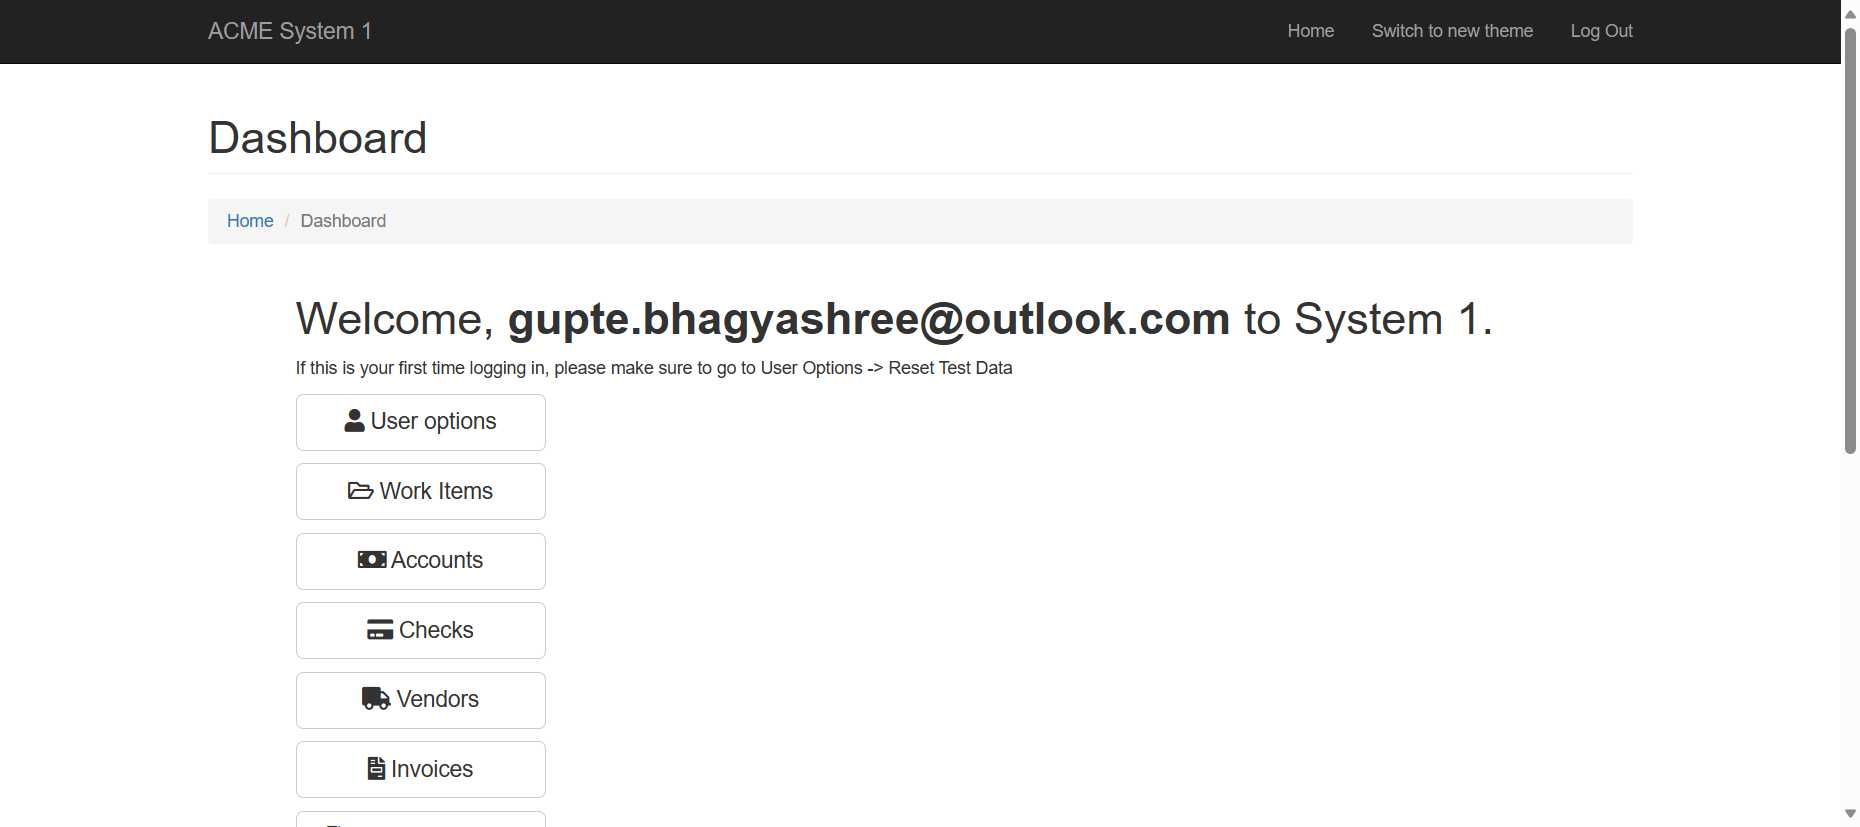 ACME System 1
Home
Switch to new theme
Log Out
Dashboard
Home / Dashboard
Welcome, gupte.bhagyashree@outlook.com to System 1.
If this is your first time logging in, please make sure to go to User Options -> Reset Test Data
User options
Work Items
Accounts
Checks
Vendors
Invoices